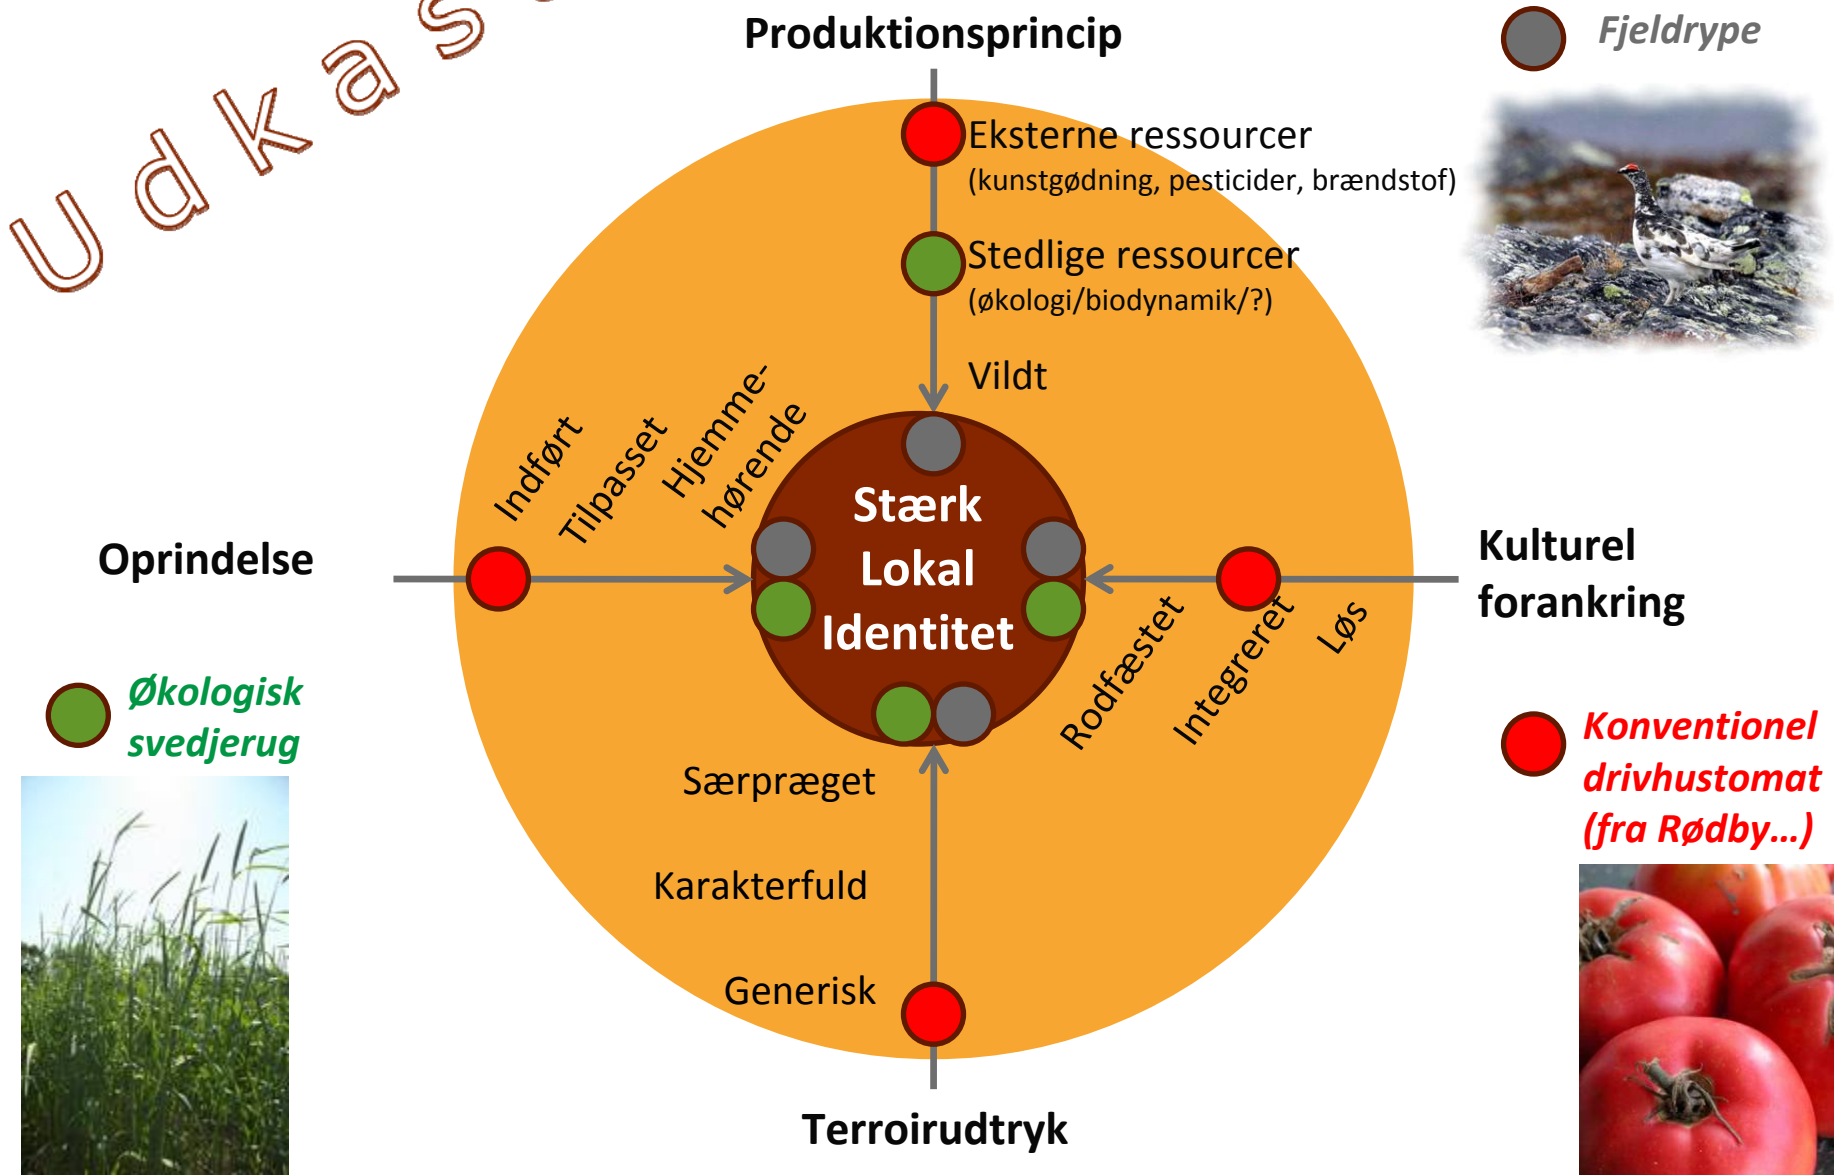 Udkas
Produktionsprincip
Fjeldrype
Eksterne ressourcer
(kunstgødning, pesticider, brændstof)
Stedlige ressourcer
(økologi/biodynamik/?)
Vildt
Indført
Tilpasset
Hjemme-
hørende
Stærk
Lokal
Identitet
Oprindelse
Kulturel
forankring
Rodfæstet
Integreret
Løs
Økologisk
svedjerug
Konventionel
drivhustomat
(fra Rødby...)
Særpræget
Karakterfuld
Generisk
Terroirudtryk